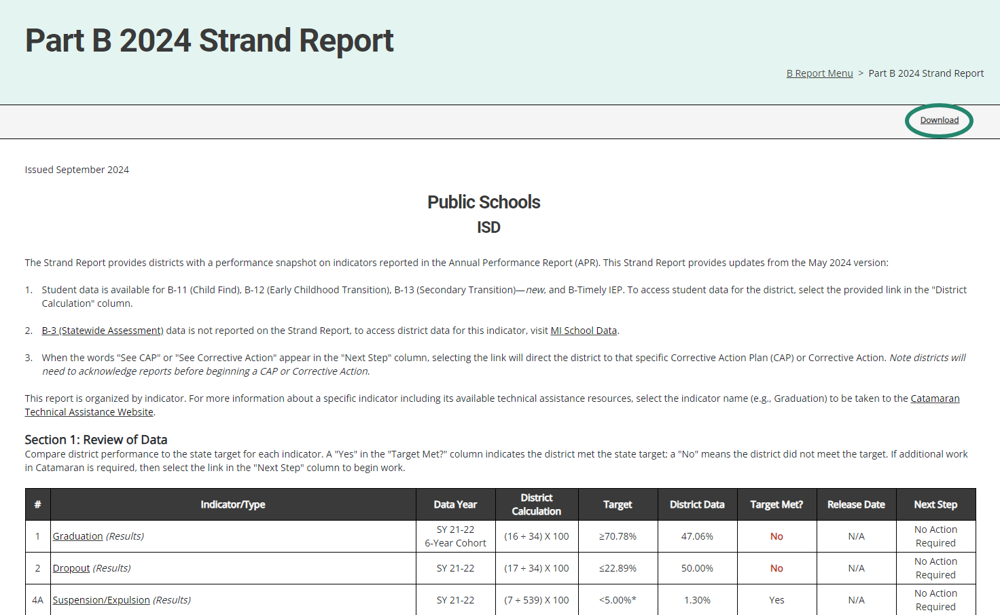 Part B 2024 Strand Report
B Report Menu > Part B 2024 Strand Report
Download
Issued September 2024
Public Schools
ISD
The Strand Report provides districts with a performance snapshot on indicators reported in the Annual Performance Report (APR). This Strand Report provides updates from the May 2024 version:
1. Student data is available for B-11 (Child Find), B-12 (Early Childhood Transition), B-13 (Secondary Transition)—new, and B-Timely IEP. To access student data for the district, select the provided link in the "District
Calculation" column.
2. B-3 (Statewide Assessment) data is not reported on the Strand Report, to access district data for this indicator, visit MI School Data.
3. When the words "See CAP" or "See Corrective Action" appear in the "Next Step" column, selecting the link will direct the district to that specific Corrective Action Plan (CAP) or Corrective Action. Note districts will
need to acknowledge reports before beginning a CAP or Corrective Action.
This report is organized by indicator. For more information about a specific indicator including its available technical assistance resources, select the indicator name (e.g., Graduation) to be taken to the Catamaran
Technical Assistance Website.
Section 1: Review of Data
Compare district performance to the state target for each indicator. A "Yes" in the "Target Met?" column indicates the district met the state target; a "No" means the district did not meet the target. If additional work
in Catamaran is required, then select the link in the "Next Step" column to begin work.
# Indicator/Type Data Year District Calculation Target District Data Target Met? Release Date Next Step
1 Graduation (Results) SY 21-22 6-Year Cohort (16 ÷ 34) X 100 ≥70.78% 47.06% No N/A No Action Required
2 Dropout (Results) SY 21-22 (17 ÷ 34) X 100 ≤22.89% 50.00% No N/A No Action Required
4A Suspension/Expulsion (Results) SY 21-22 (7 ÷ 539) X 100 <5.00%* 1.30% Yes N/A No Action Required